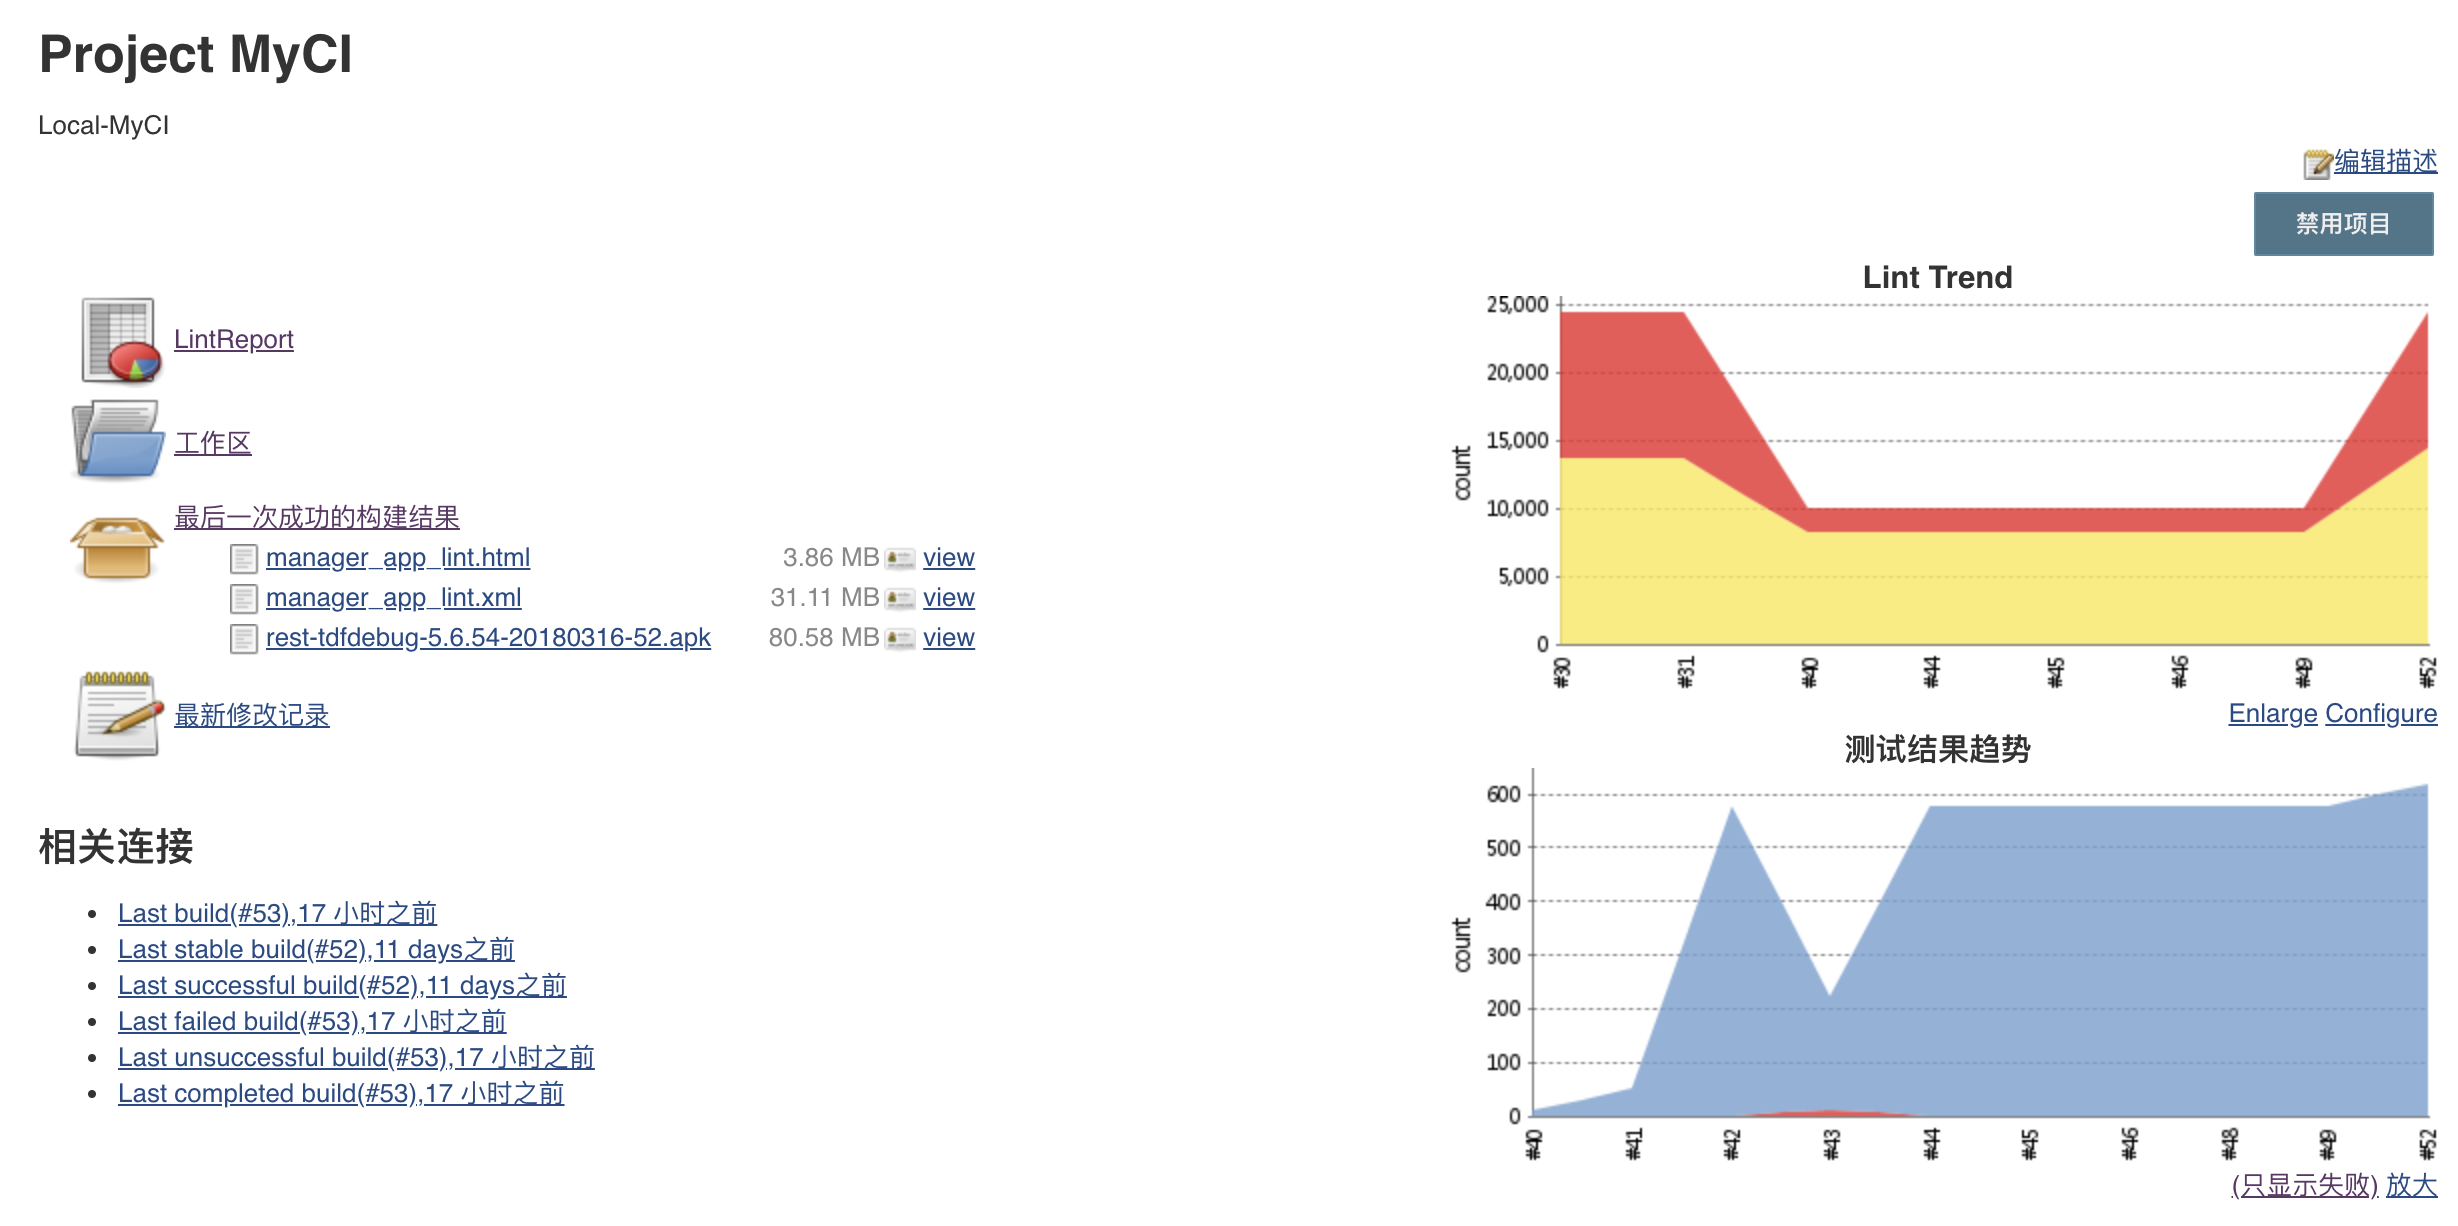 Project MyCI
Local-MyCI
编辑描述
禁用项目
LintReport
工作区
最后一次成功的构建结果
manager_app_lint.html 3.86 MB view
manager_app_lint.xml 31.11 MB view
rest-tdfdebug-5.6.54-20180316-52.apk 80.58 MB view
最新修改记录
相关连接
Last build(#53),17 小时之前
Last stable build(#52),11 days之前
Last successful build(#52),11 days之前
Last failed build(#53),17 小时之前
Last unsuccessful build(#53),17 小时之前
Last completed build(#53),17 小时之前
Lint Trend
count
25,000
20,000
15,000
10,000
5,000
0
#30 #31 #40 #44 #45 #46 #49 #52
Enlarge Configure
测试结果趋势
count
600
500
400
300
200
100
0
#40 #41 #42 #43 #44 #45 #46 #48 #49 #52
(只显示失败) 放大